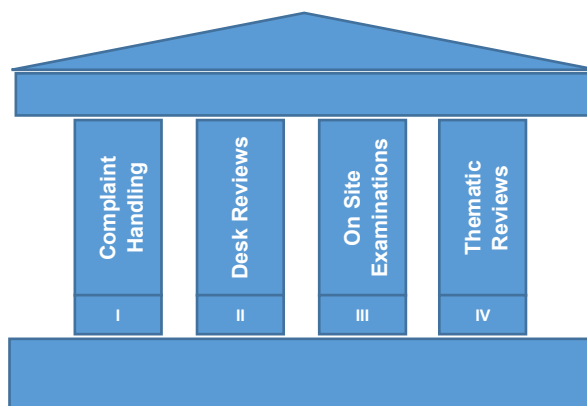 Complaint
Handling
I
Desk Reviews
II
On Site
Examinations
III
Thematic
Reviews
IV